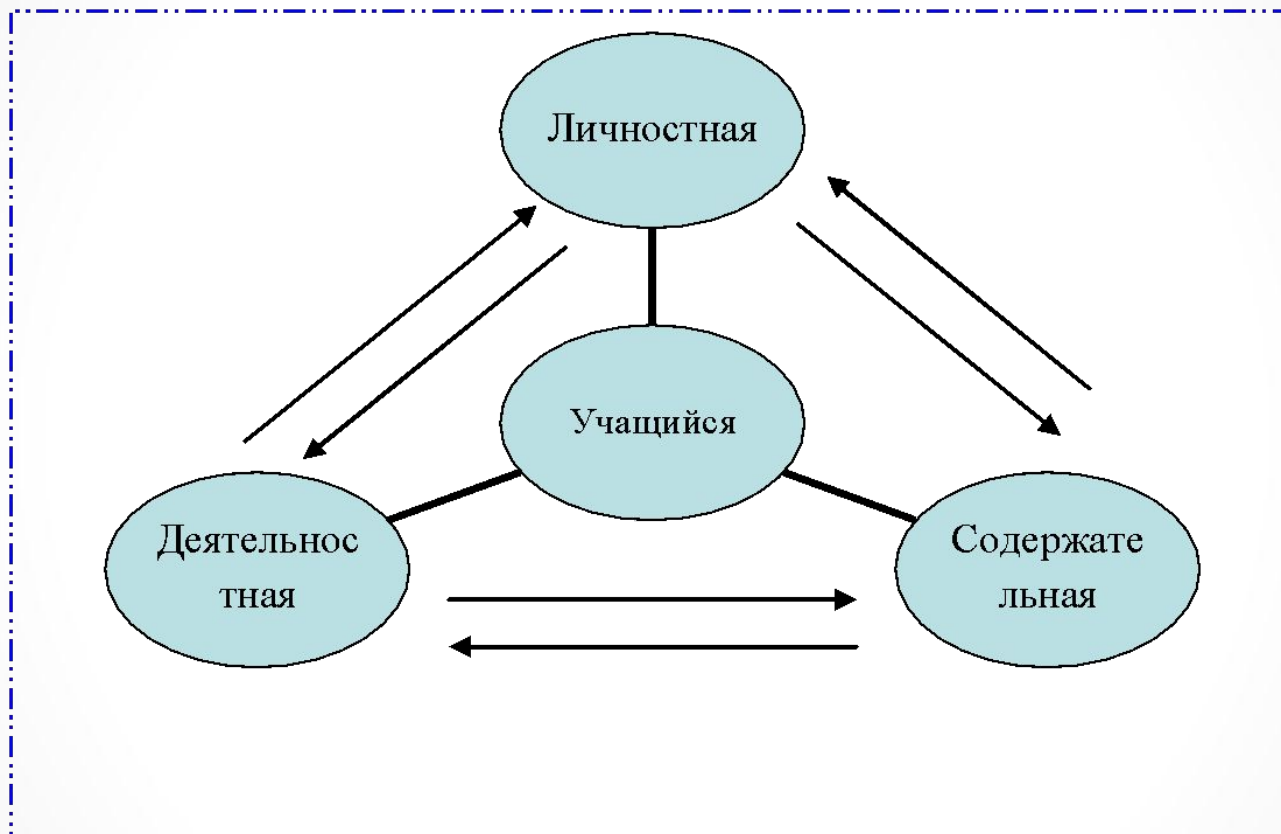 Личностная
Учащийся
Деятельнос
тная
Содержате
льная